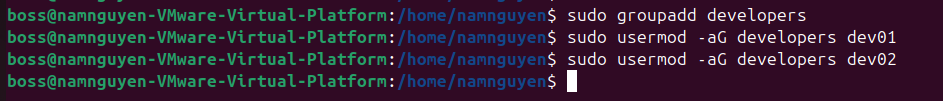 boss@namnguyen-VMware-Virtual-Platform:/home/namnguyen$ sudo groupadd developers
boss@namnguyen-VMware-Virtual-Platform:/home/namnguyen$ sudo usermod -aG developers dev01
boss@namnguyen-VMware-Virtual-Platform:/home/namnguyen$ sudo usermod -aG developers dev02
boss@namnguyen-VMware-Virtual-Platform:/home/namnguyen$